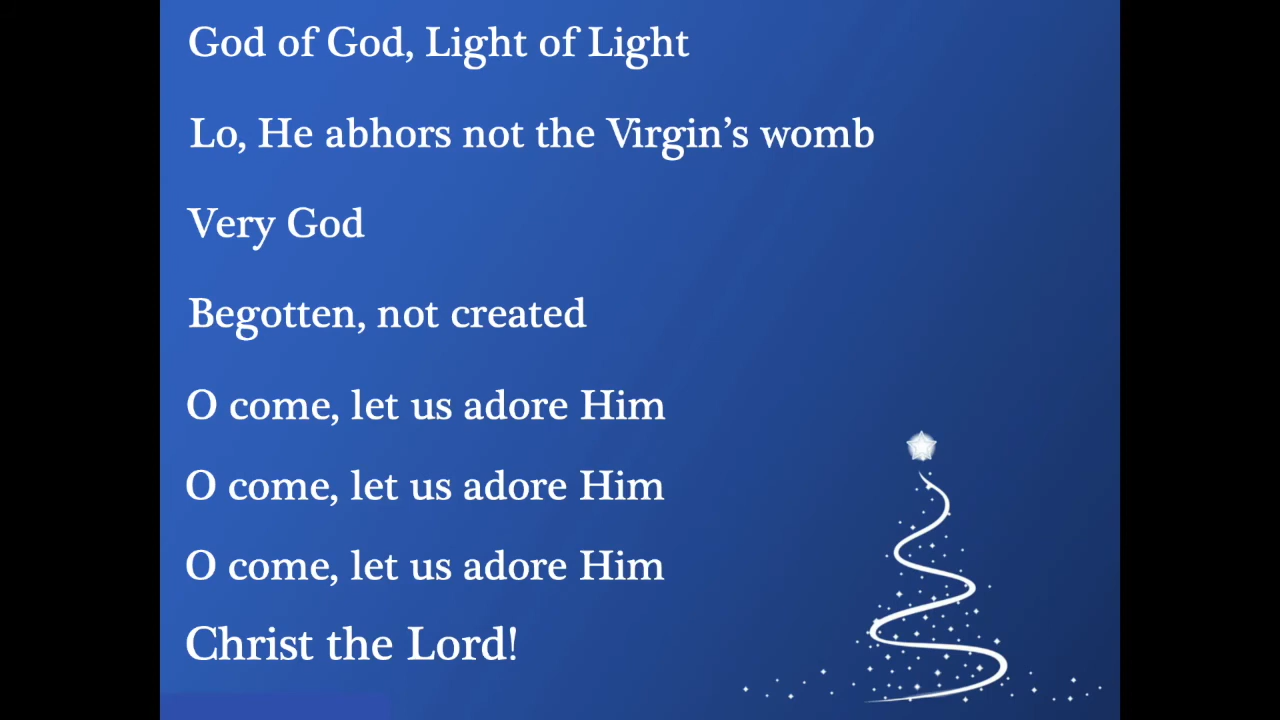 God of God, Light of Light
Lo, He abhors not the Virgin’s womb
Very God
Begotten, not created
O come, let us adore Him
O come, let us adore Him
O come, let us adore Him
Christ the Lord!